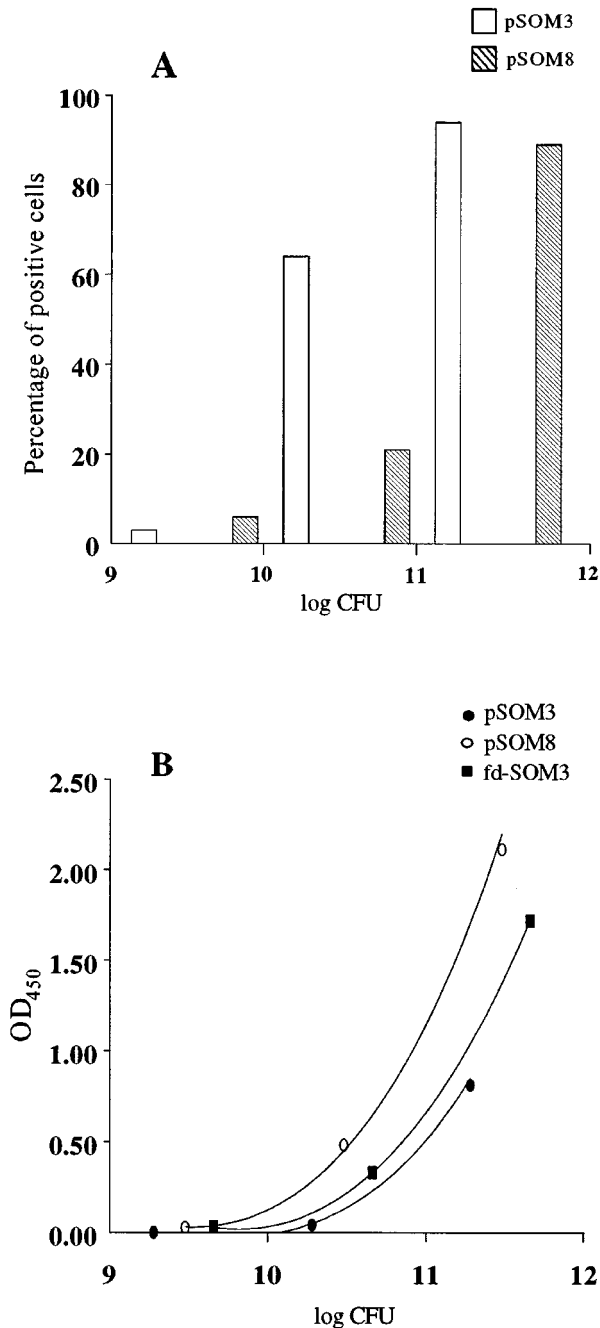 pSOM3
pSOM8
A
100
80
60
40
20
0
Percentage of positive cells
9 10 11 12
log CFU
pSOM3
pSOM8
fd-SOM3
B
2.50
2.00
1.50
1.00
0.50
0.00
OD450
9 10 11 12
log CFU